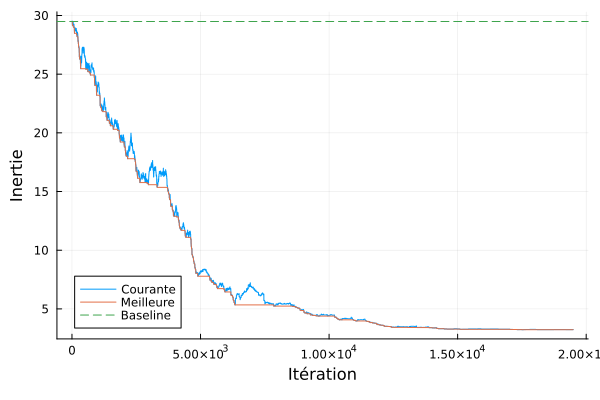 30
25
20
15
10
5
Inertie
Courante
Meilleure
Baseline
0
5.00×10³
1.00×10⁴
1.50×10⁴
2.00×1
Itération